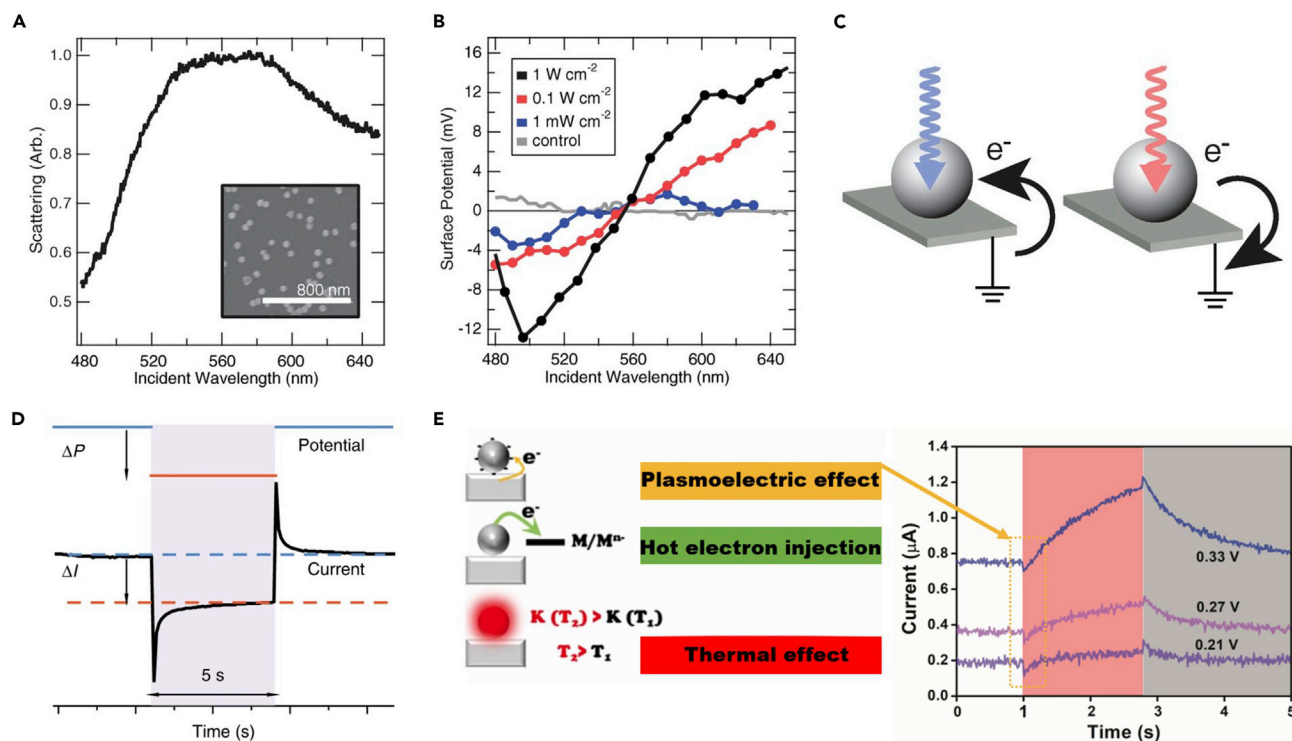 A
Scattering (Arb.)
1.0
0.9
0.8
0.7
0.6
0.5
800 nm
480 520 560 600 640
Incident Wavelength (nm)
B
Surface Potential (mV)
16
12
8
4
0
-4
-8
-12
1 W cm-2
0.1 W cm-2
1 mW cm-2
control
480 520 560 600 640
Incident Wavelength (nm)
C
e-
e-
D
ΔP
Potential
ΔI
Current
5 s
Time (s)
E
e-
Plasmoelectric effect
e-
M/Mn-
Hot electron injection
K (T2) > K (T1)
T2> T1
Thermal effect
Current (μA)
1.4
1.2
1.0
0.8
0.6
0.4
0.2
0.0
0.33 V
0.27 V
0.21 V
0 1 2 3 4 5
Time (s)